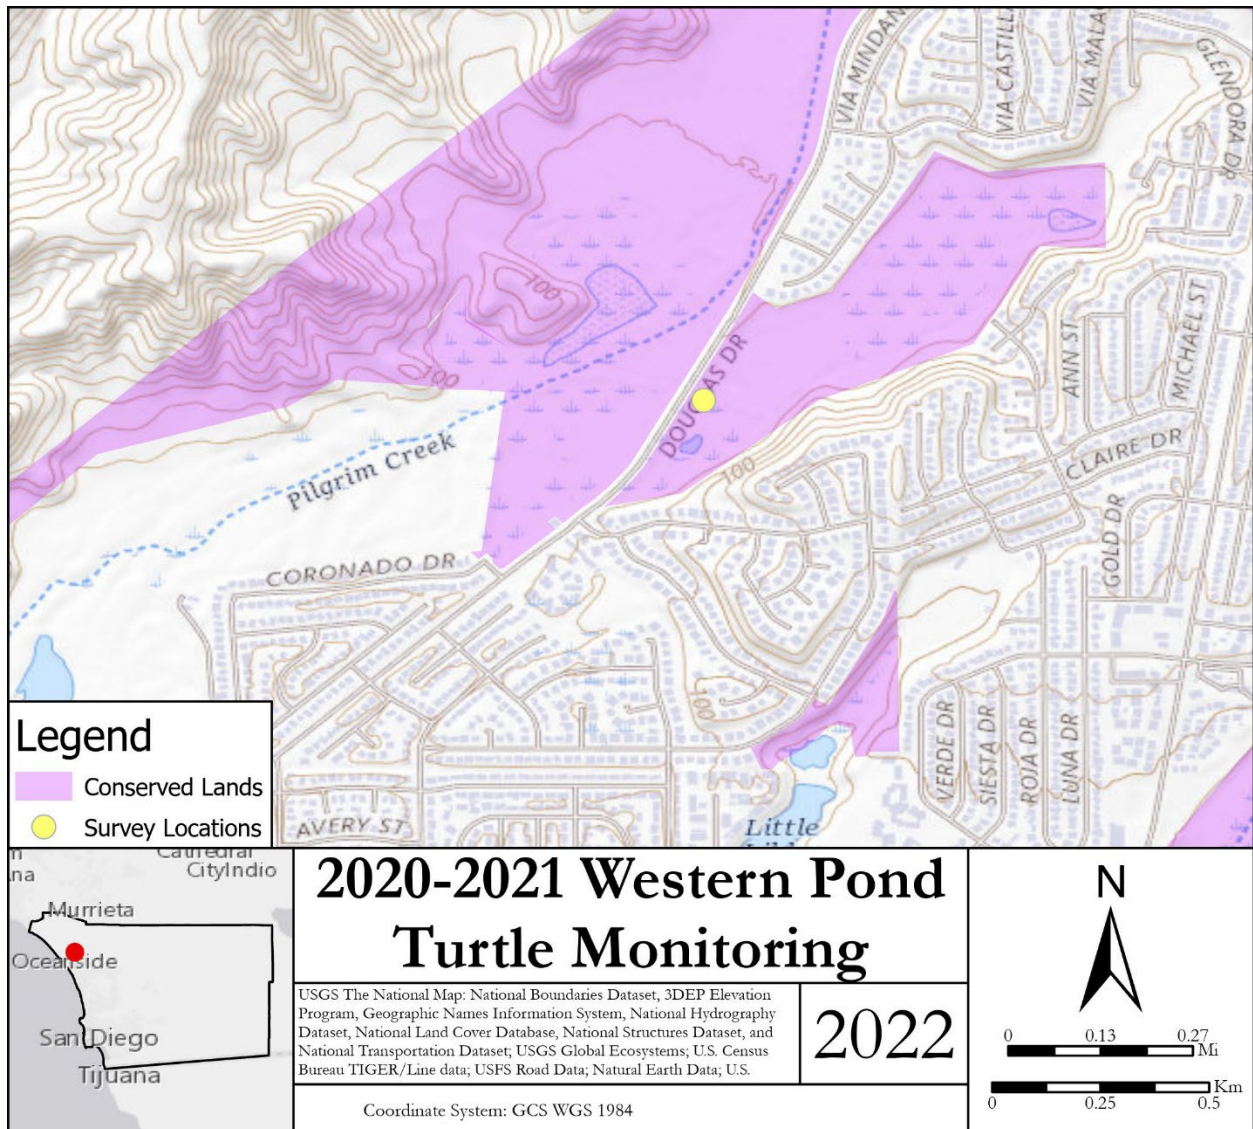 VIA MINDAN
VIA CASTILL
VIA MALA
GLENDORA DR
100
DOUG AS DR
ANN ST
MICHAEL ST
100
Pilgrim Creek
100
CLAIRE DR
GOLD DR
CORONADO DR
100
VERDE DR
SIESTA DR
ROJA DR
LUNA DR
Legend
Conserved Lands
Survey Locations
AVERY ST
Little
Cathedral
CityIndio
na
Murrieta
Oceanside
San Diego
Tijuana
2020-2021 Western Pond
Turtle Monitoring
USGS The National Map: National Boundaries Dataset, 3DEP Elevation
Program, Geographic Names Information System, National Hydrography
Dataset, National Land Cover Database, National Structures Dataset, and
National Transportation Dataset; USGS Global Ecosystems; U.S. Census
Bureau TIGER/Line data; USFS Road Data; Natural Earth Data; U.S.
2022
Coordinate System: GCS WGS 1984
N
0 0.13 0.27
Mi
Km
0 0.25 0.5